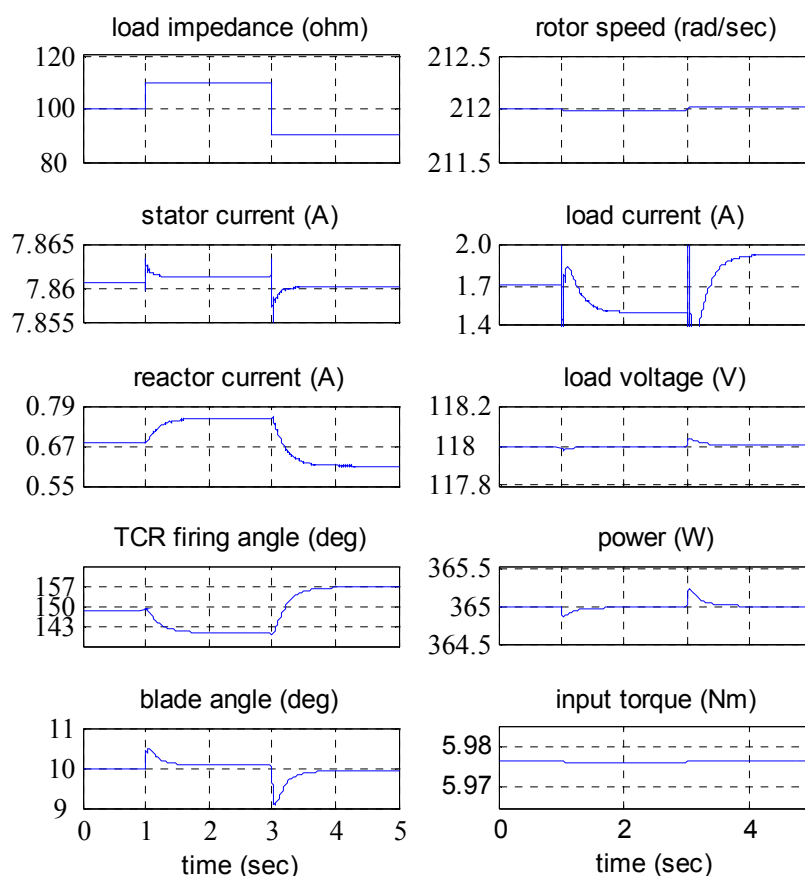 load impedance (ohm)
120
100
80
rotor speed (rad/sec)
212.5
212
211.5
stator current (A)
7.865
7.86
7.855
load current (A)
2.0
1.7
1.4
reactor current (A)
0.79
0.67
0.55
load voltage (V)
118.2
118
117.8
TCR firing angle (deg)
157
150
143
power (W)
365.5
365
364.5
blade angle (deg)
11
10
9
0 1 2 3 4 5
time (sec)
input torque (Nm)
5.98
5.97
0 2 4
time (sec)